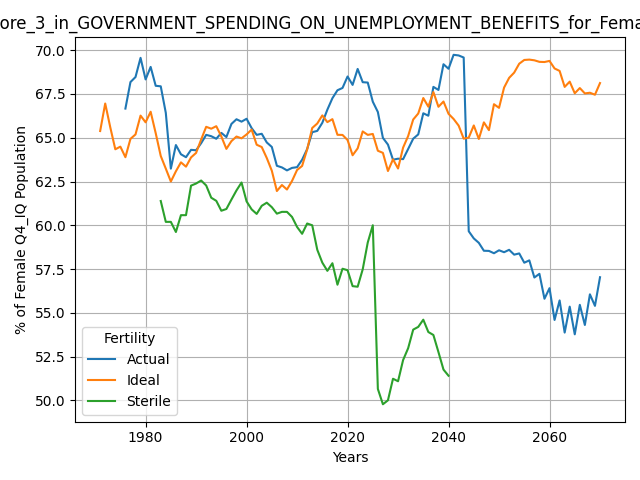 ore_3_in_GOVERNMENT_SPENDING_ON_UNEMPLOYMENT_BENEFITS_for_Fema
% of Female Q4_IQ Population
70.0
67.5
65.0
62.5
60.0
57.5
55.0
52.5
50.0
Fertility
Actual
Ideal
Sterile
1980
2000
2020
2040
2060
Years